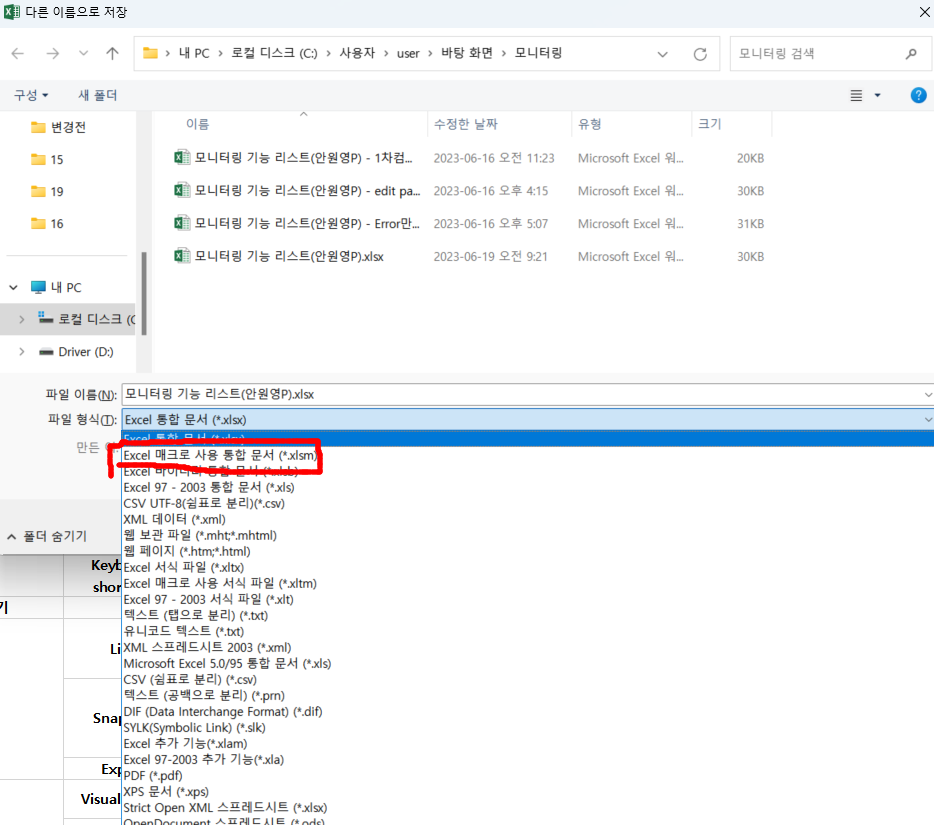 다른 이름으로 저장
내 PC > 로컬 디스크 (C:) > 사용자 > user > 바탕 화면 > 모니터링
모니터링 검색
구성
새 폴더
변경전
15
19
16
내 PC
로컬 디스크 (C
Driver (D:)
이름 수정한 날짜 유형 크기
모니터링 기능 리스트(안원영P) - 1차컴... 2023-06-16 오전 11:23 Microsoft Excel 워... 20KB
모니터링 기능 리스트(안원영P) - edit pa... 2023-06-16 오후 4:15 Microsoft Excel 워... 30KB
모니터링 기능 리스트(안원영P) - Error만... 2023-06-16 오후 5:07 Microsoft Excel 워... 31KB
모니터링 기능 리스트(안원영P).xlsx 2023-06-19 오전 9:21 Microsoft Excel 워... 30KB
파일 이름(N): 모니터링 기능 리스트(안원영P).xlsx
파일 형식(T): Excel 통합 문서 (*.xlsx)
만든
Excel 통합 문서 (*.xlsx)
Excel 매크로 사용 통합 문서 (*.xlsm)
Excel 바이너리 통합 문서 (*.xlsb)
Excel 97 - 2003 통합 문서 (*.xls)
CSV UTF-8(쉼표로 분리)(*.csv)
XML 데이터 (*.xml)
웹 보관 파일 (*.mht;*.mhtml)
웹 페이지 (*.htm;*.html)
Excel 서식 파일 (*.xltx)
Excel 매크로 사용 서식 파일 (*.xltm)
Excel 97 - 2003 서식 파일 (*.xlt)
텍스트 (탭으로 분리) (*.txt)
유니코드 텍스트 (*.txt)
XML 스프레드시트 2003 (*.xml)
Microsoft Excel 5.0/95 통합 문서 (*.xls)
CSV (쉼표로 분리) (*.csv)
텍스트 (공백으로 분리) (*.prn)
DIF (Data Interchange Format) (*.dif)
SYLK(Symbolic Link) (*.slk)
Excel 추가 기능(*.xlam)
Excel 97-2003 추가 기능(*.xla)
PDF (*.pdf)
XPS 문서 (*.xps)
Strict Open XML 스프레드시트 (*.xlsx)
OpenDocument 스프레드시트 (*.ods)
폴더 숨기기
Keyb
shor
기
Li
Snap
Exp
Visual